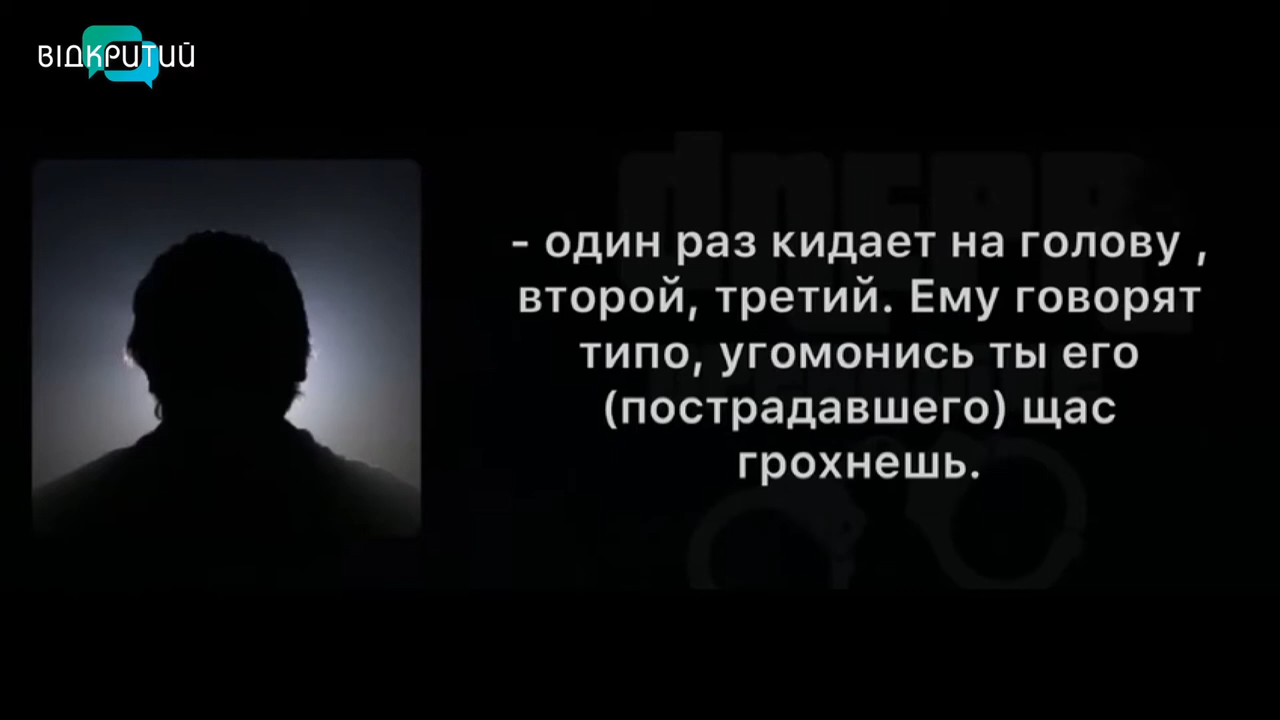 ВІДКРИТИЙ
- один раз кидает на голову ,
второй, третий. Ему говорят
типо, угомонись ты его
(пострадавшего) щас
грохнешь.